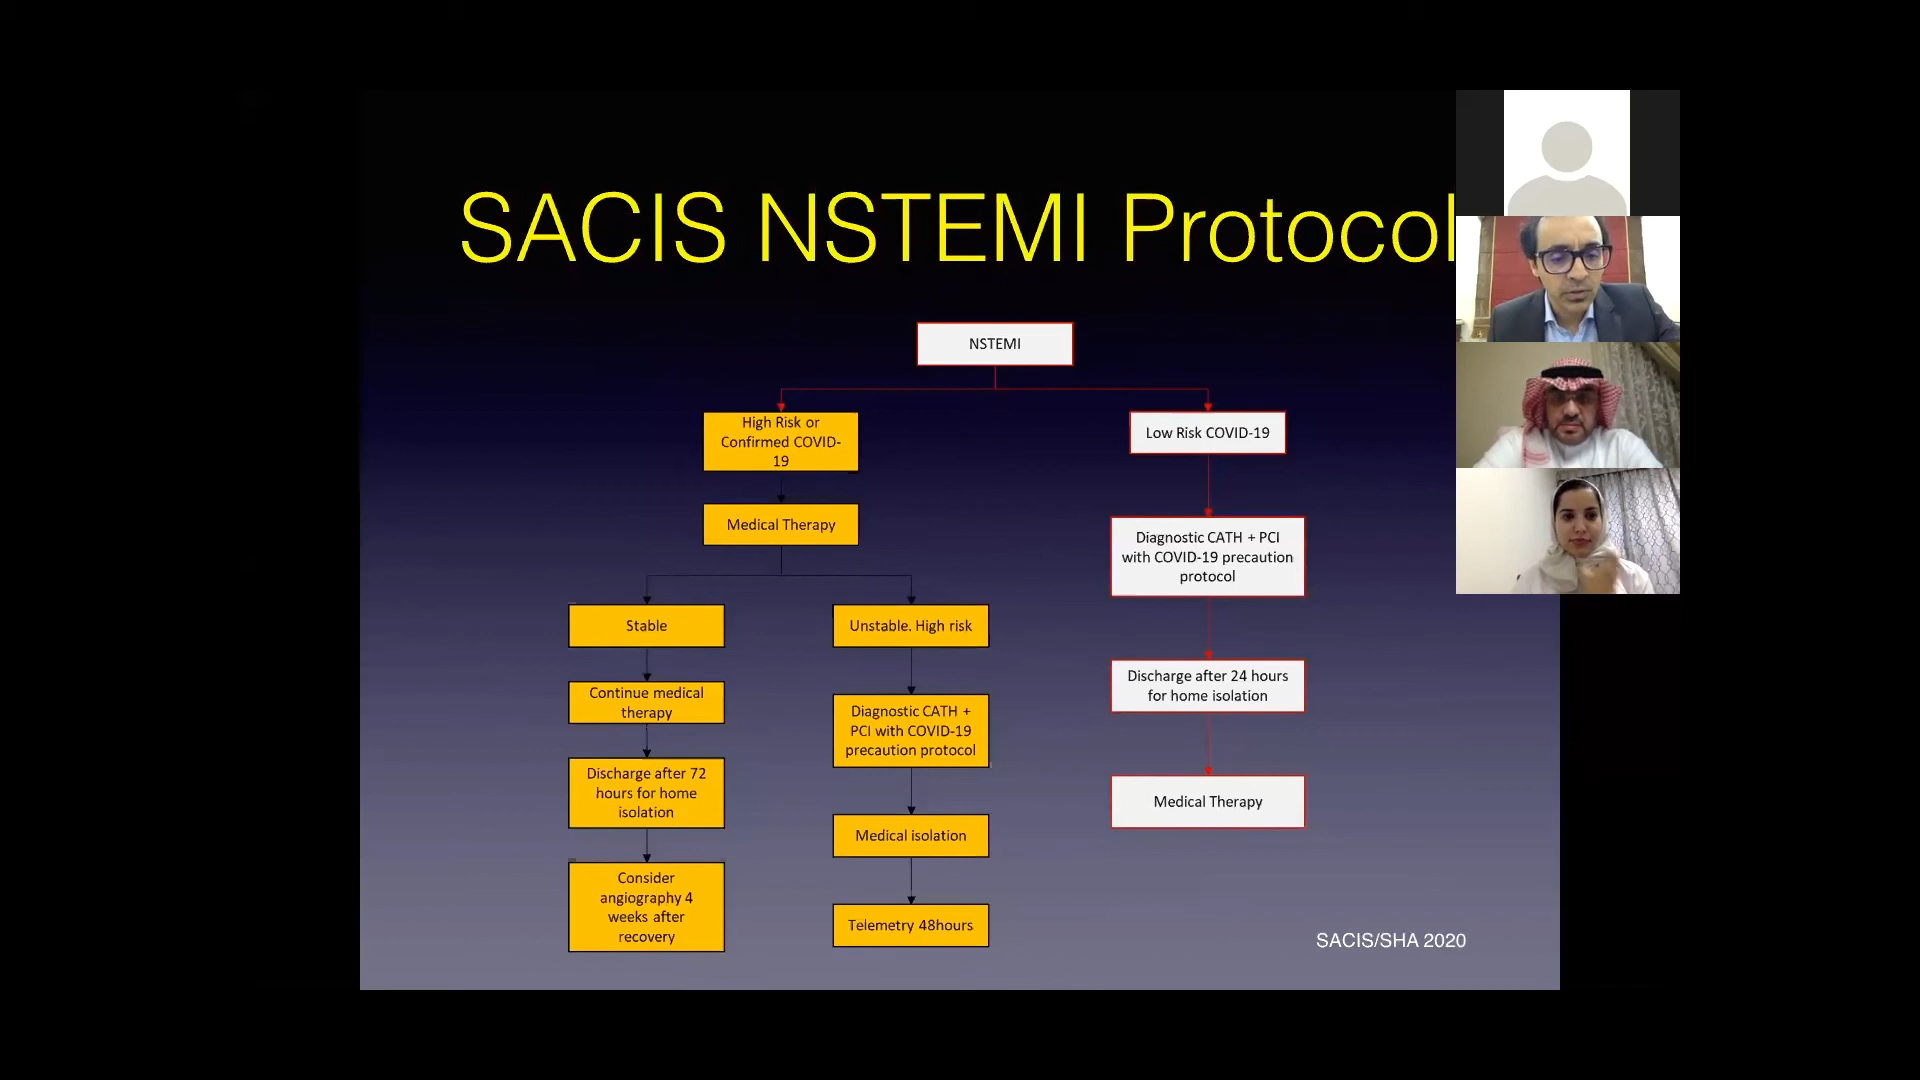 SACIS NSTEMI Protocol
NSTEMI
High Risk or
Confirmed COVID-
19
Low Risk COVID-19
Medical Therapy
Diagnostic CATH + PCI
with COVID-19 precaution
protocol
Stable
Unstable. High risk
Continue medical
therapy
Diagnostic CATH +
PCI with COVID-19
precaution protocol
Discharge after 24 hours
for home isolation
Discharge after 72
hours for home
isolation
Medical isolation
Medical Therapy
Consider
angiography 4
weeks after
recovery
Telemetry 48hours
SACIS/SHA 2020